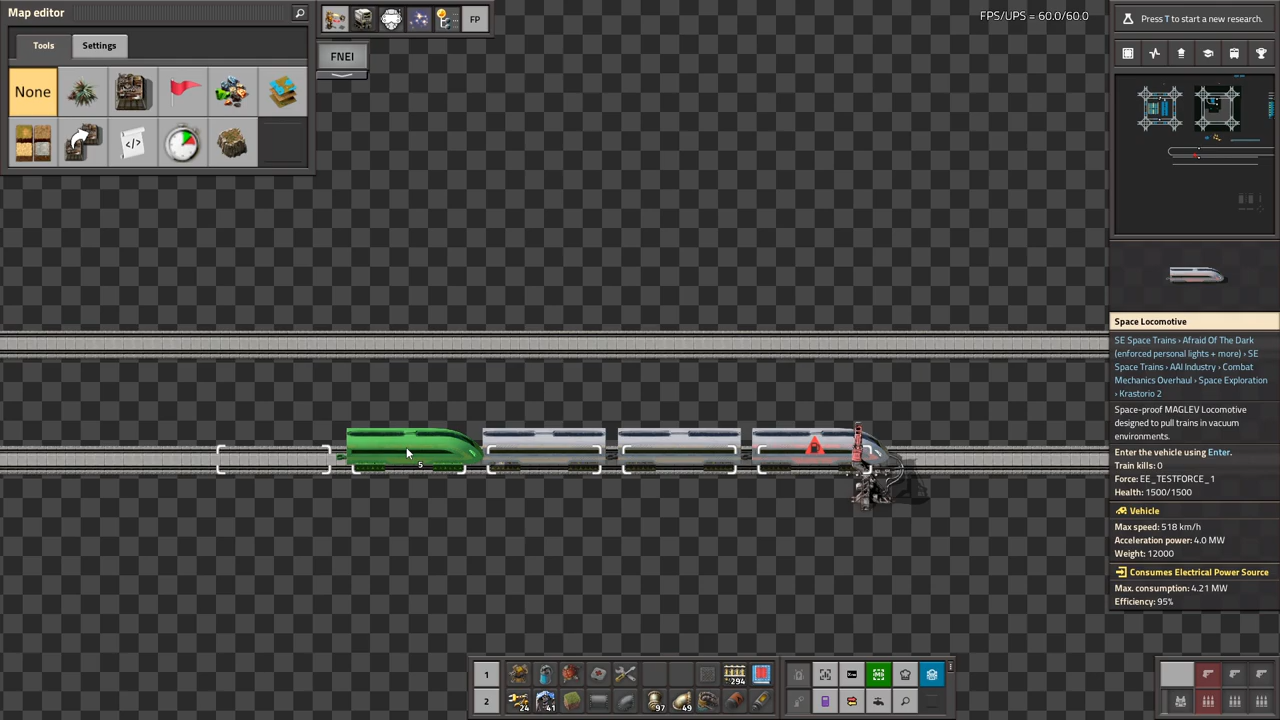 Map editor
Tools
Settings
None
FP
FNEI
FPS/UPS = 60.0/60.0
Press T to start a new research.
Space Locomotive
SE Space Trains › Afraid Of The Dark
(enforced personal lights + more) › SE
Space Trains › AAI Industry › Combat
Mechanics Overhaul › Space Exploration
› Krastorio 2
Space-proof MAGLEV Locomotive
designed to pull trains in vacuum
environments.
Enter the vehicle using Enter.
Train kills: 0
Force: EE_TESTFORCE_1
Health: 1500/1500
Vehicle
Max speed: 518 km/h
Acceleration power: 4.0 MW
Weight: 12000
Consumes Electrical Power Source
Max. consumption: 4.21 MW
Efficiency: 95%
5
1
294
2
24
41
97
49